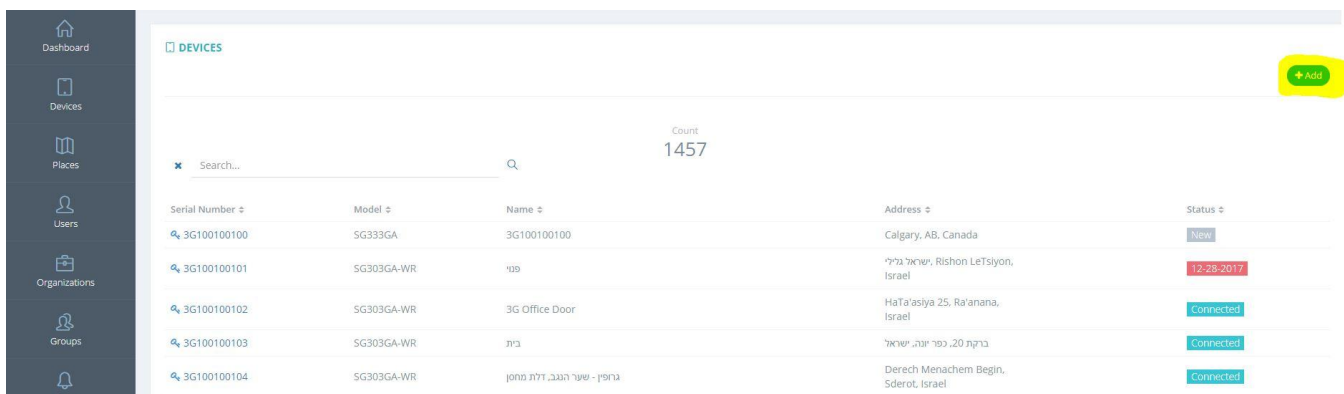 Dashboard
Devices
Places
Users
Organizations
Groups
DEVICES
+ Add
Count
1457
Search...
Serial Number Model Name Address Status
3G100100100 SG333GA 3G100100100 Calgary, AB, Canada New
3G100100101 SG303GA-WR פנוי ישראל גלילי, Rishon LeTsiyon, 12-28-2017
Israel
3G100100102 SG303GA-WR 3G Office Door HaTa'asiya 25, Ra'anana, Connected
Israel
3G100100103 SG303GA-WR בית ברקת 20, כפר יונה, ישראל Connected
3G100100104 SG303GA-WR גרופין - שער הנגב, דלת מחסן Derech Menachem Begin, Connected
Sderot, Israel